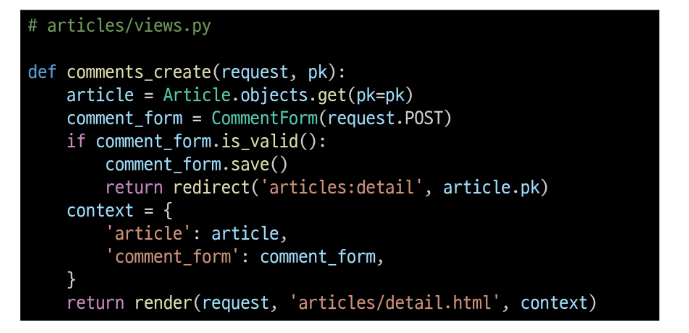 # articles/views.py
def comments_create(request, pk):
    article = Article.objects.get(pk=pk)
    comment_form = CommentForm(request.POST)
    if comment_form.is_valid():
        comment_form.save()
        return redirect('articles:detail', article.pk)
    context = {
        'article': article,
        'comment_form': comment_form,
    }
    return render(request, 'articles/detail.html', context)